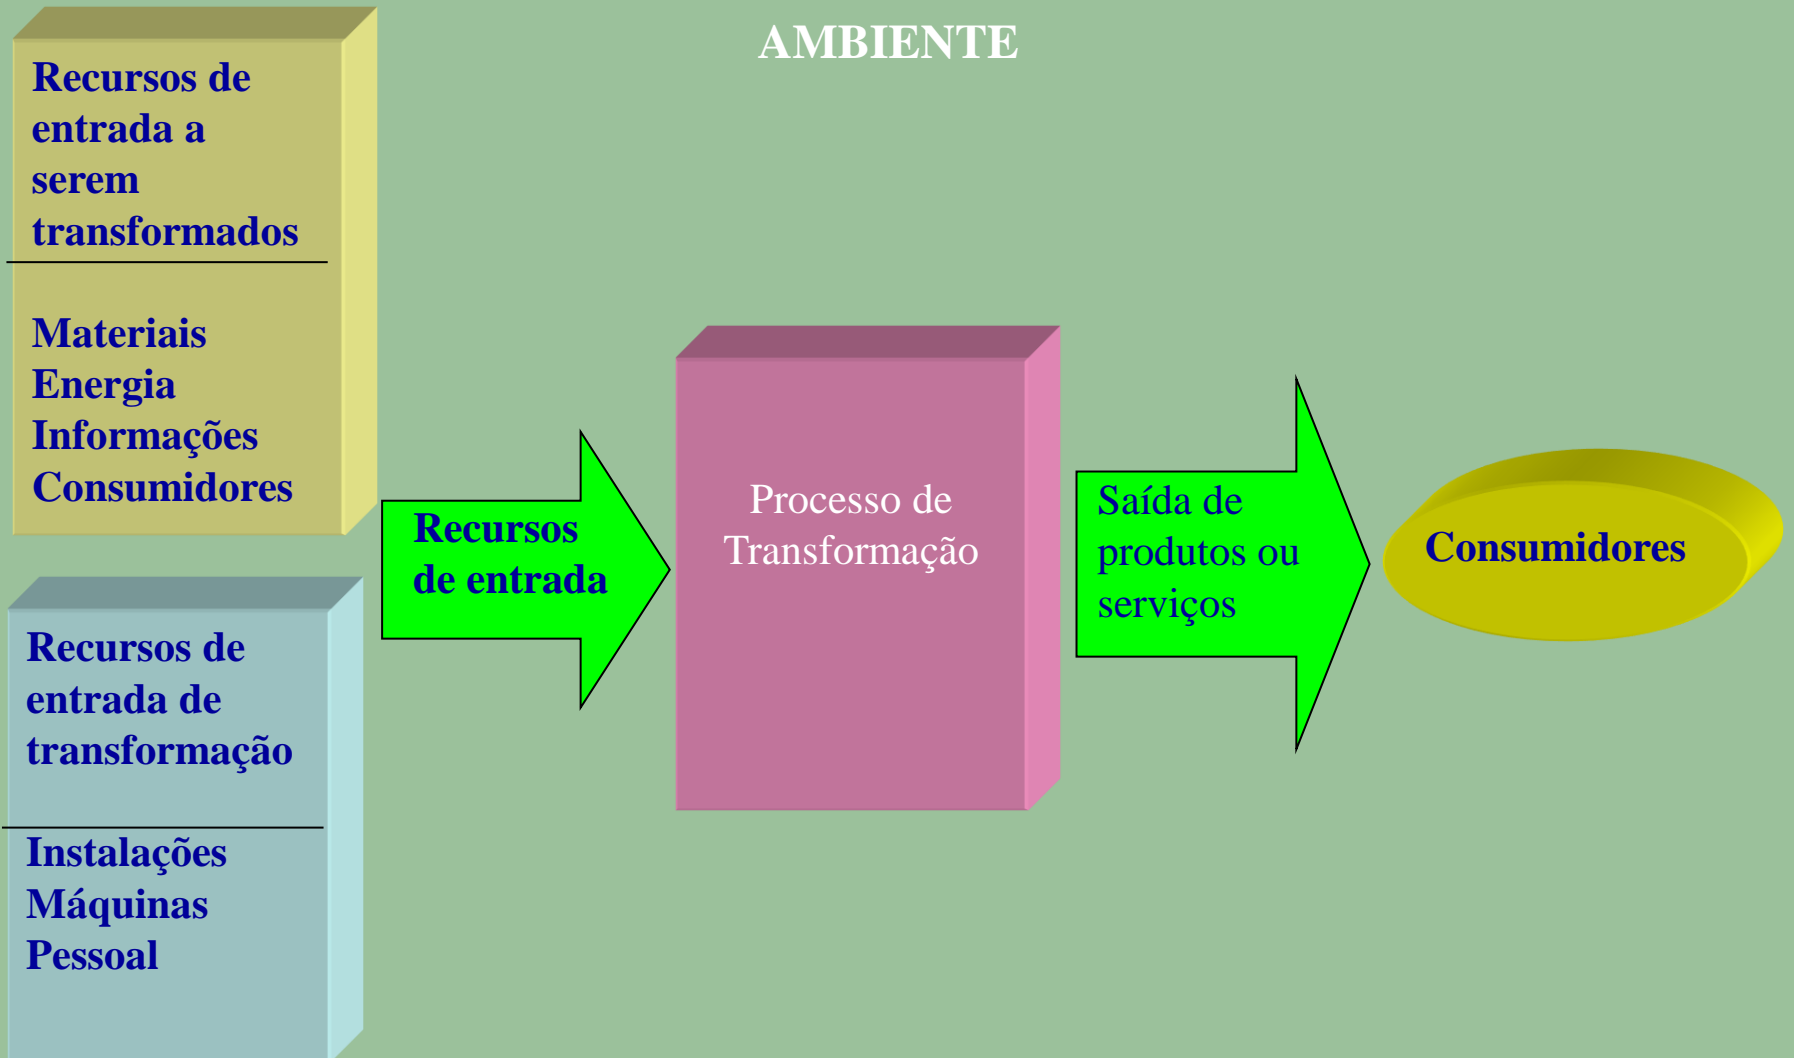 AMBIENTE
Recursos de
entrada a
serem
transformados
Materiais
Energia
Informações
Consumidores
Recursos de
entrada de
transformação
Instalações
Máquinas
Pessoal
Recursos
de entrada
Processo de
Transformação
Saída de
produtos ou
serviços
Consumidores